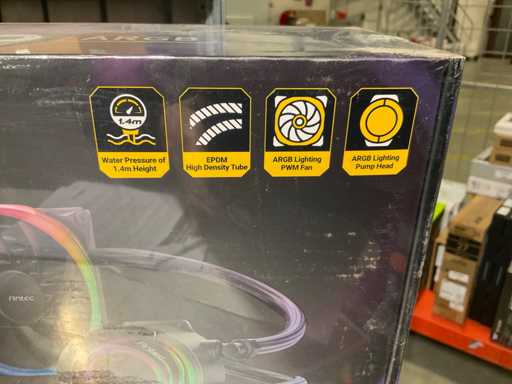 ARGB
1.4m
Water Pressure of
1.4m Height
EPDM
High Density Tube
ARGB Lighting
PWM Fan
ARGB Lighting
Pump Head
Antec